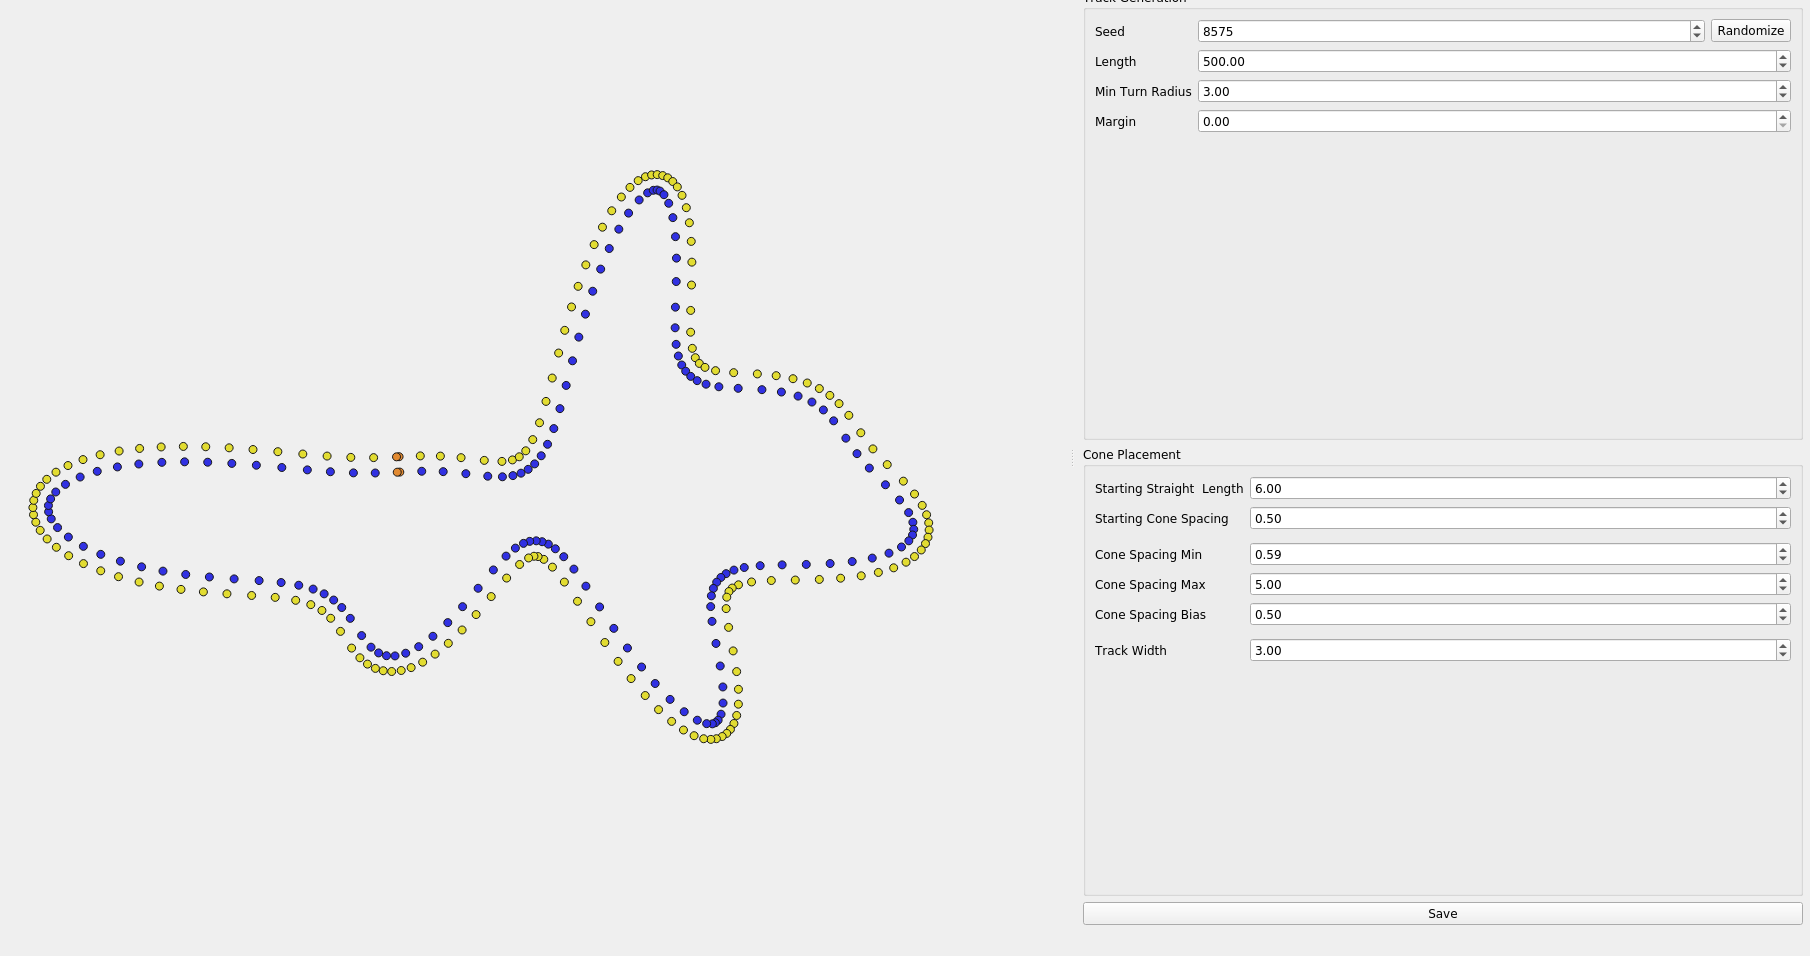 Track Generation
Seed 8575 Randomize
Length 500.00
Min Turn Radius 3.00
Margin 0.00
Cone Placement
Starting Straight Length 6.00
Starting Cone Spacing 0.50
Cone Spacing Min 0.59
Cone Spacing Max 5.00
Cone Spacing Bias 0.50
Track Width 3.00
Save